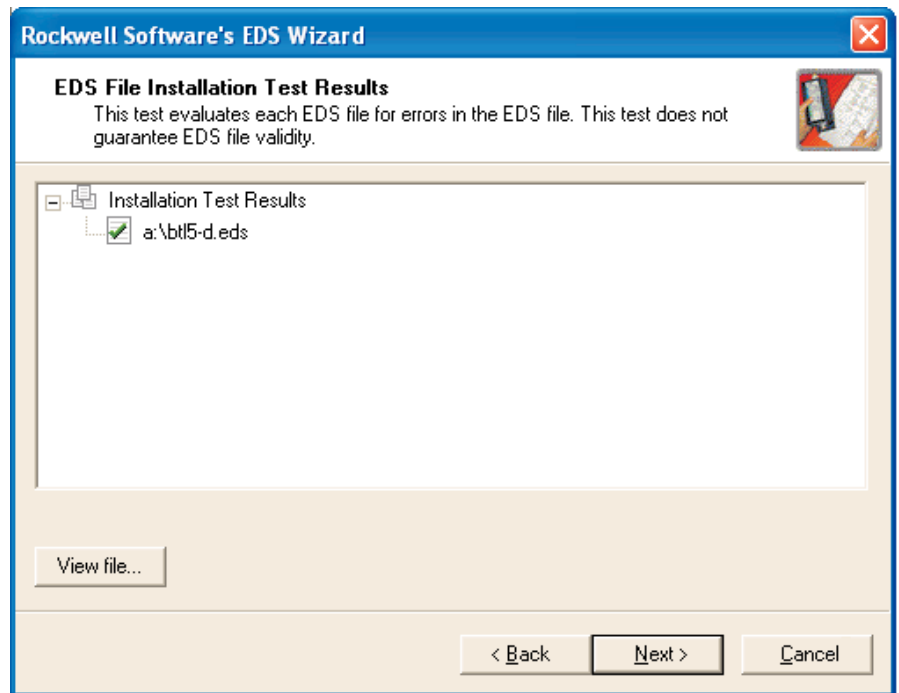 Rockwell Software's EDS Wizard
EDS File Installation Test Results
This test evaluates each EDS file for errors in the EDS file. This test does not
guarantee EDS file validity.
Installation Test Results
a:\btl5-d.eds
View file...
< Back
Next >
Cancel